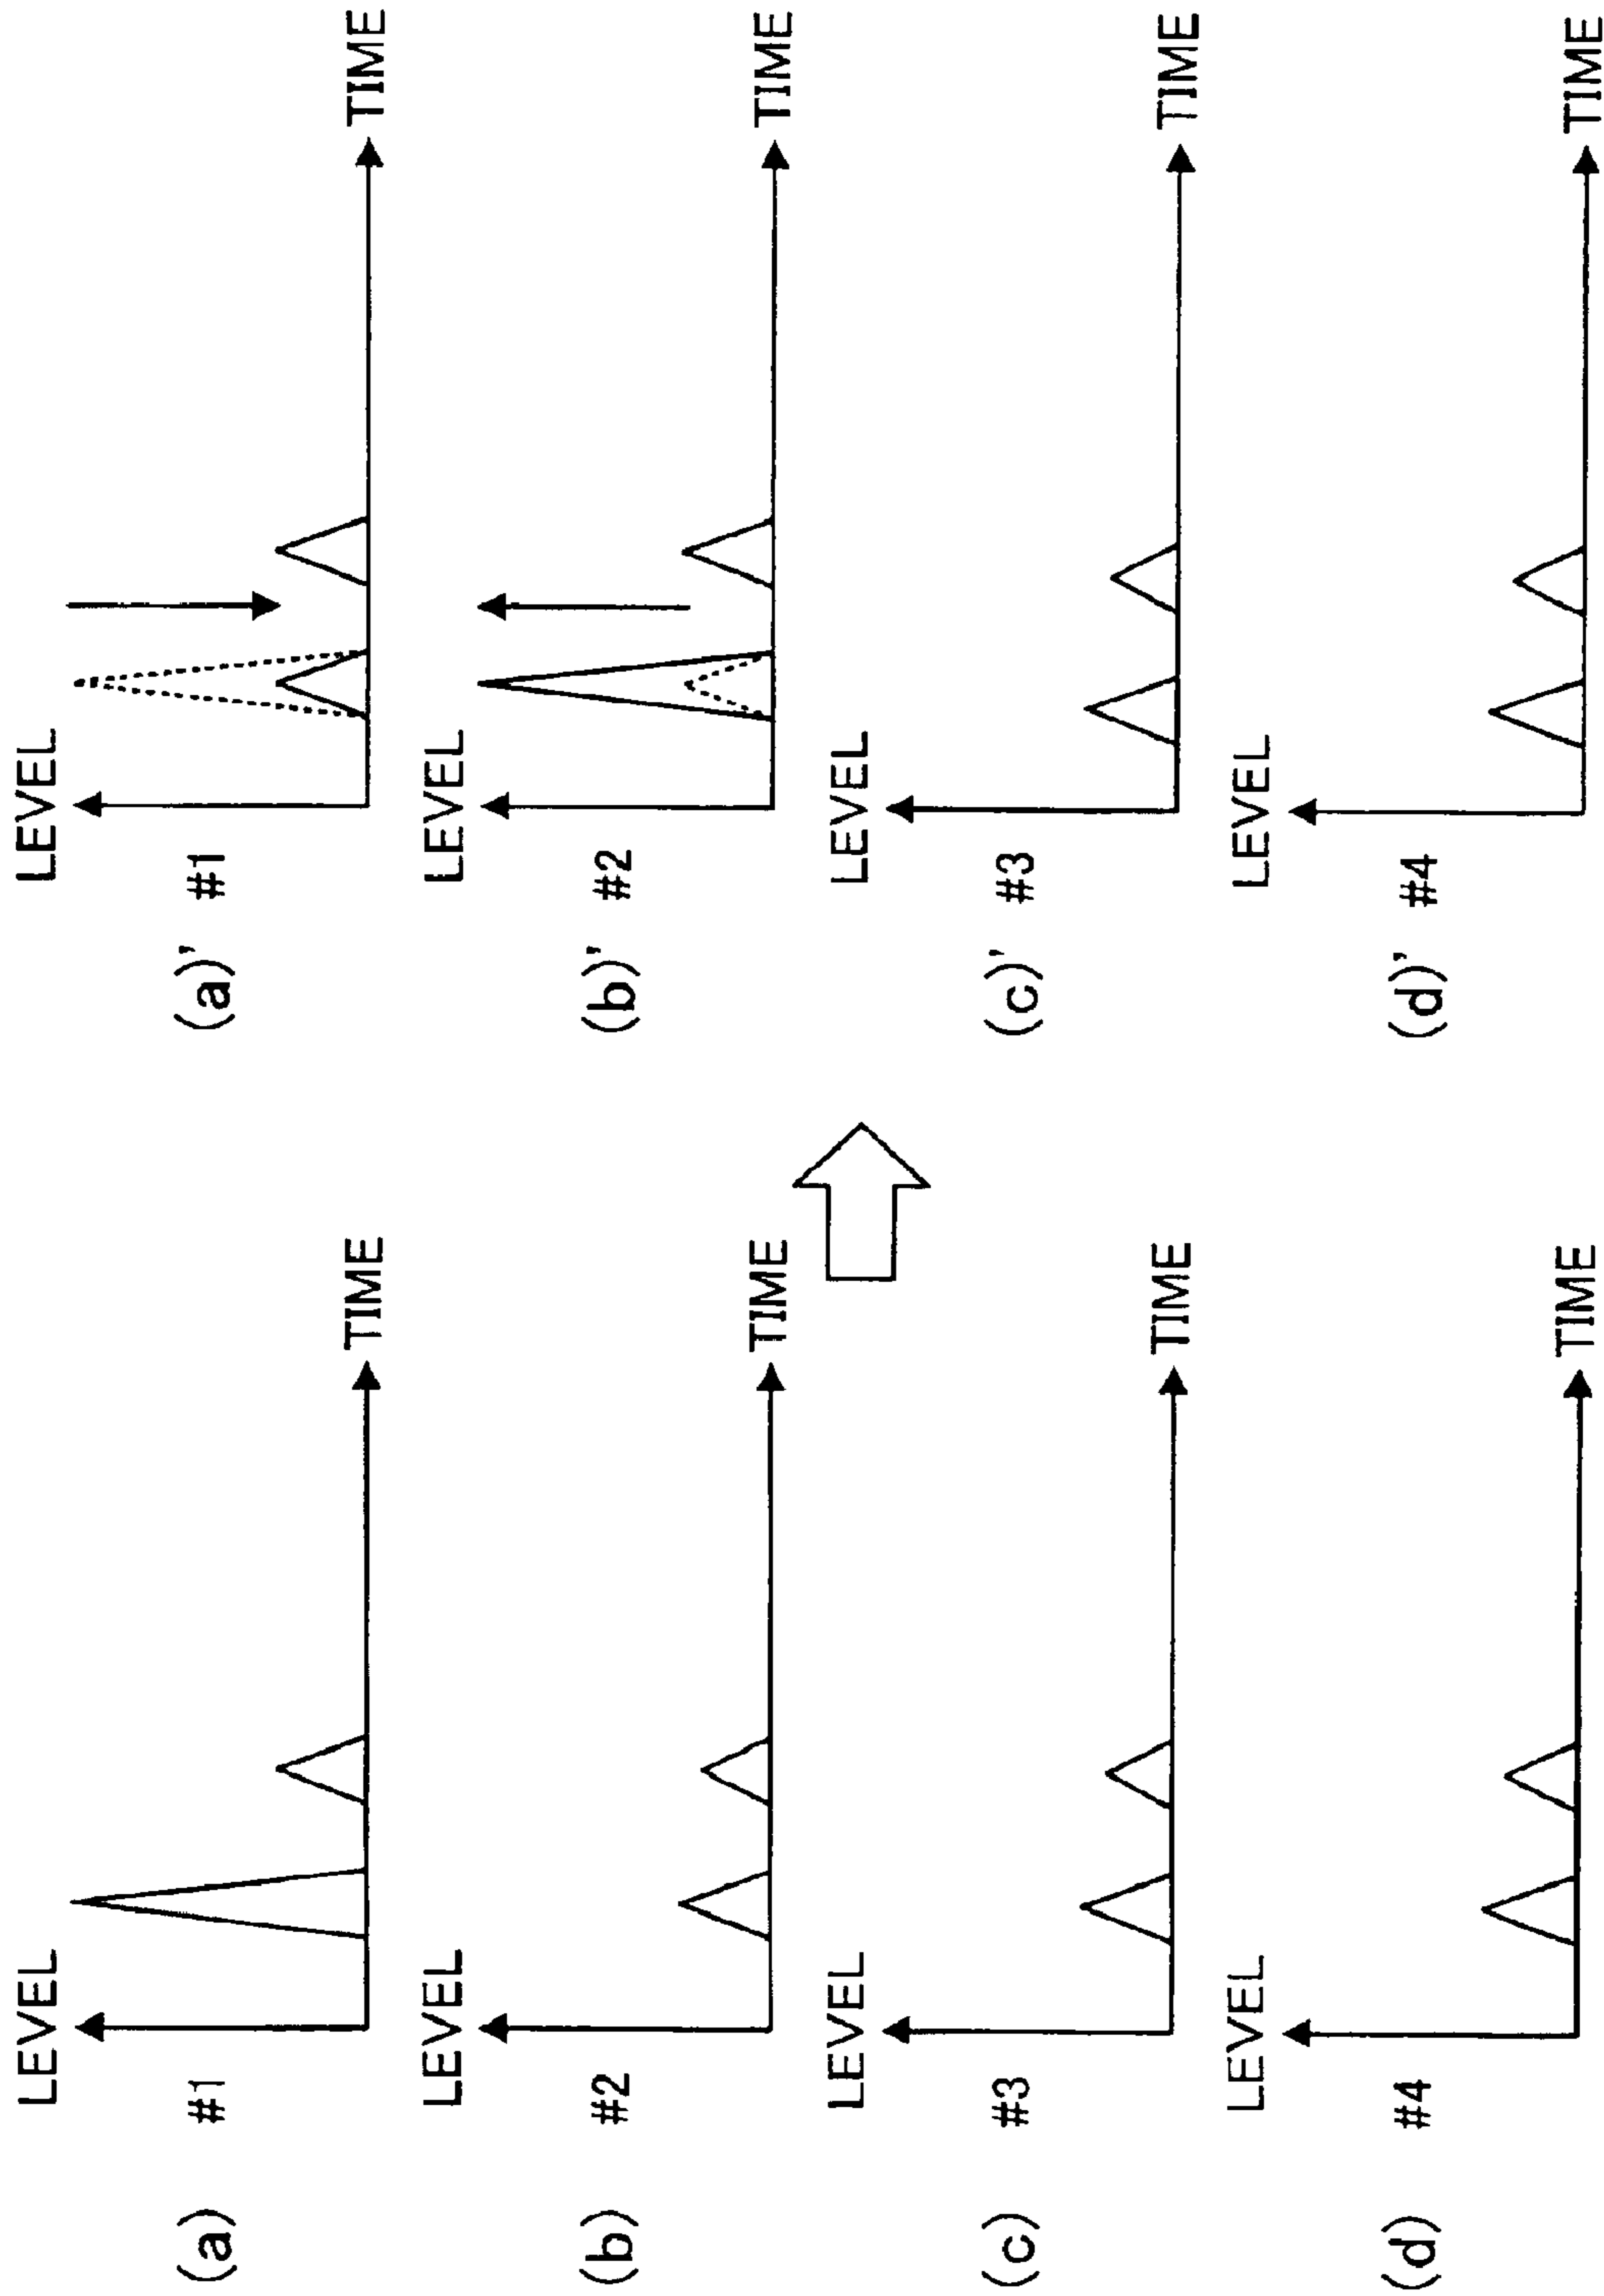 LEVEL
(a) #1
TIME
LEVEL
(b) #2
TIME
LEVEL
(c) #3
TIME
LEVEL
(d) #4
TIME
LEVEL
(a)' #1
TIME
LEVEL
(b)' #2
TIME
LEVEL
(c)' #3
TIME
LEVEL
(d)' #4
TIME